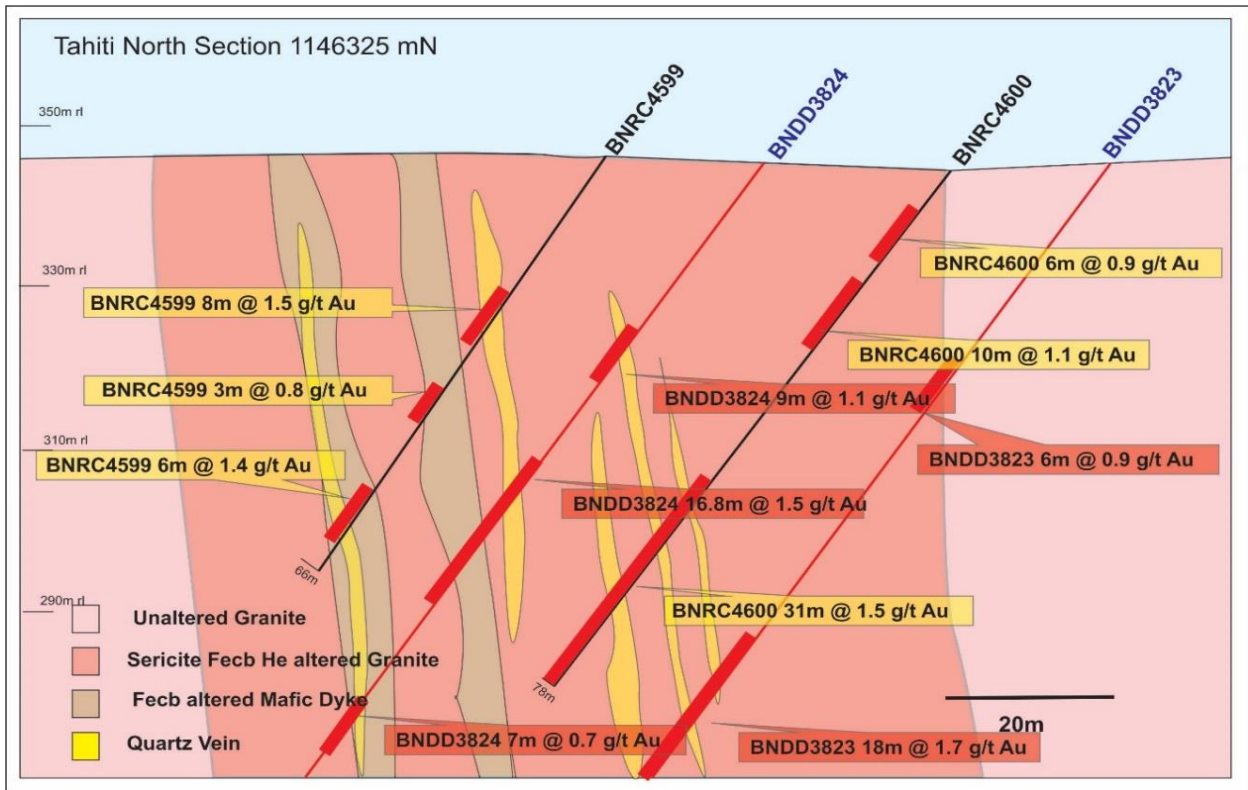 Tahiti North Section 1146325 mN
BNRC4599
BNDD3824
BNRC4600
BNDD3823
350m rl
330m rl
310m rl
290m rl
BNRC4600 6m @ 0.9 g/t Au
BNRC4599 8m @ 1.5 g/t Au
BNRC4600 10m @ 1.1 g/t Au
BNRC4599 3m @ 0.8 g/t Au
BNDD3824 9m @ 1.1 g/t Au
BNRC4599 6m @ 1.4 g/t Au
BNDD3823 6m @ 0.9 g/t Au
BNDD3824 16.8m @ 1.5 g/t Au
66m
BNRC4600 31m @ 1.5 g/t Au
78m
Unaltered Granite
Sericite Fecb He altered Granite
Fecb altered Mafic Dyke
Quartz Vein
20m
BNDD3824 7m @ 0.7 g/t Au
BNDD3823 18m @ 1.7 g/t Au